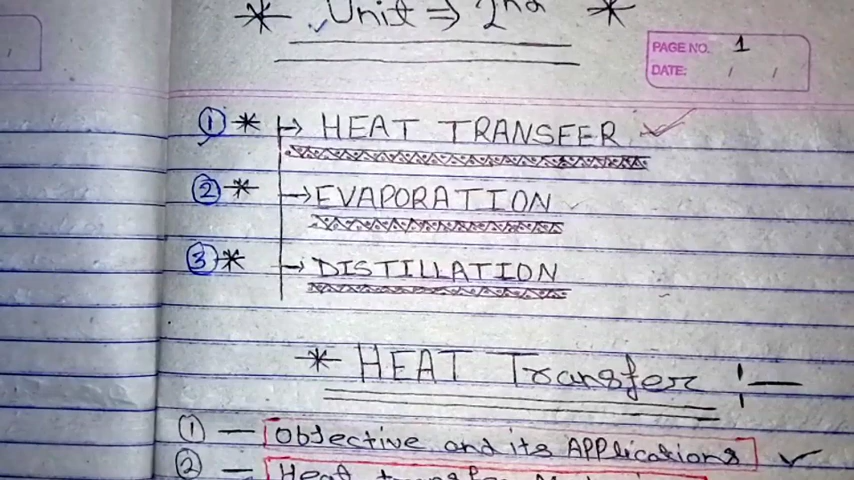 * Unit ⇒ 2nd *
PAGE NO. 1
DATE: / /
① * → HEAT TRANSFER
② * → EVAPORATION
③ * → DISTILLATION
* HEAT Transfer :—
① — Objective and its APPlications
② — Heat transfer